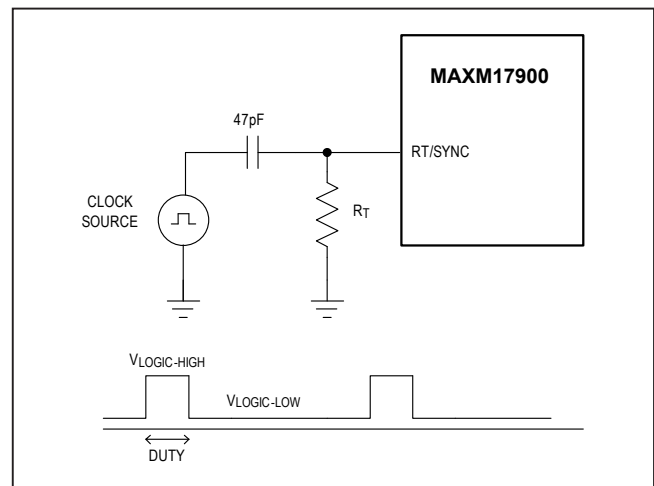 MAXM17900
47pF
RT/SYNC
CLOCK
SOURCE
RT
VLOGIC-HIGH
VLOGIC-LOW
DUTY